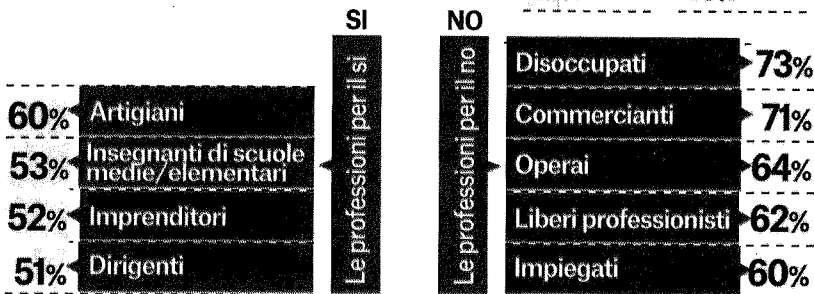 SI
NO
Le professioni per il si
60% Artigiani
53% Insegnanti di scuole
medie/elementari
52% Imprenditori
51% Dirigenti
Le professioni per il no
Disoccupati 73%
Commercianti 71%
Operai 64%
Liberi professionisti 62%
Impiegati 60%